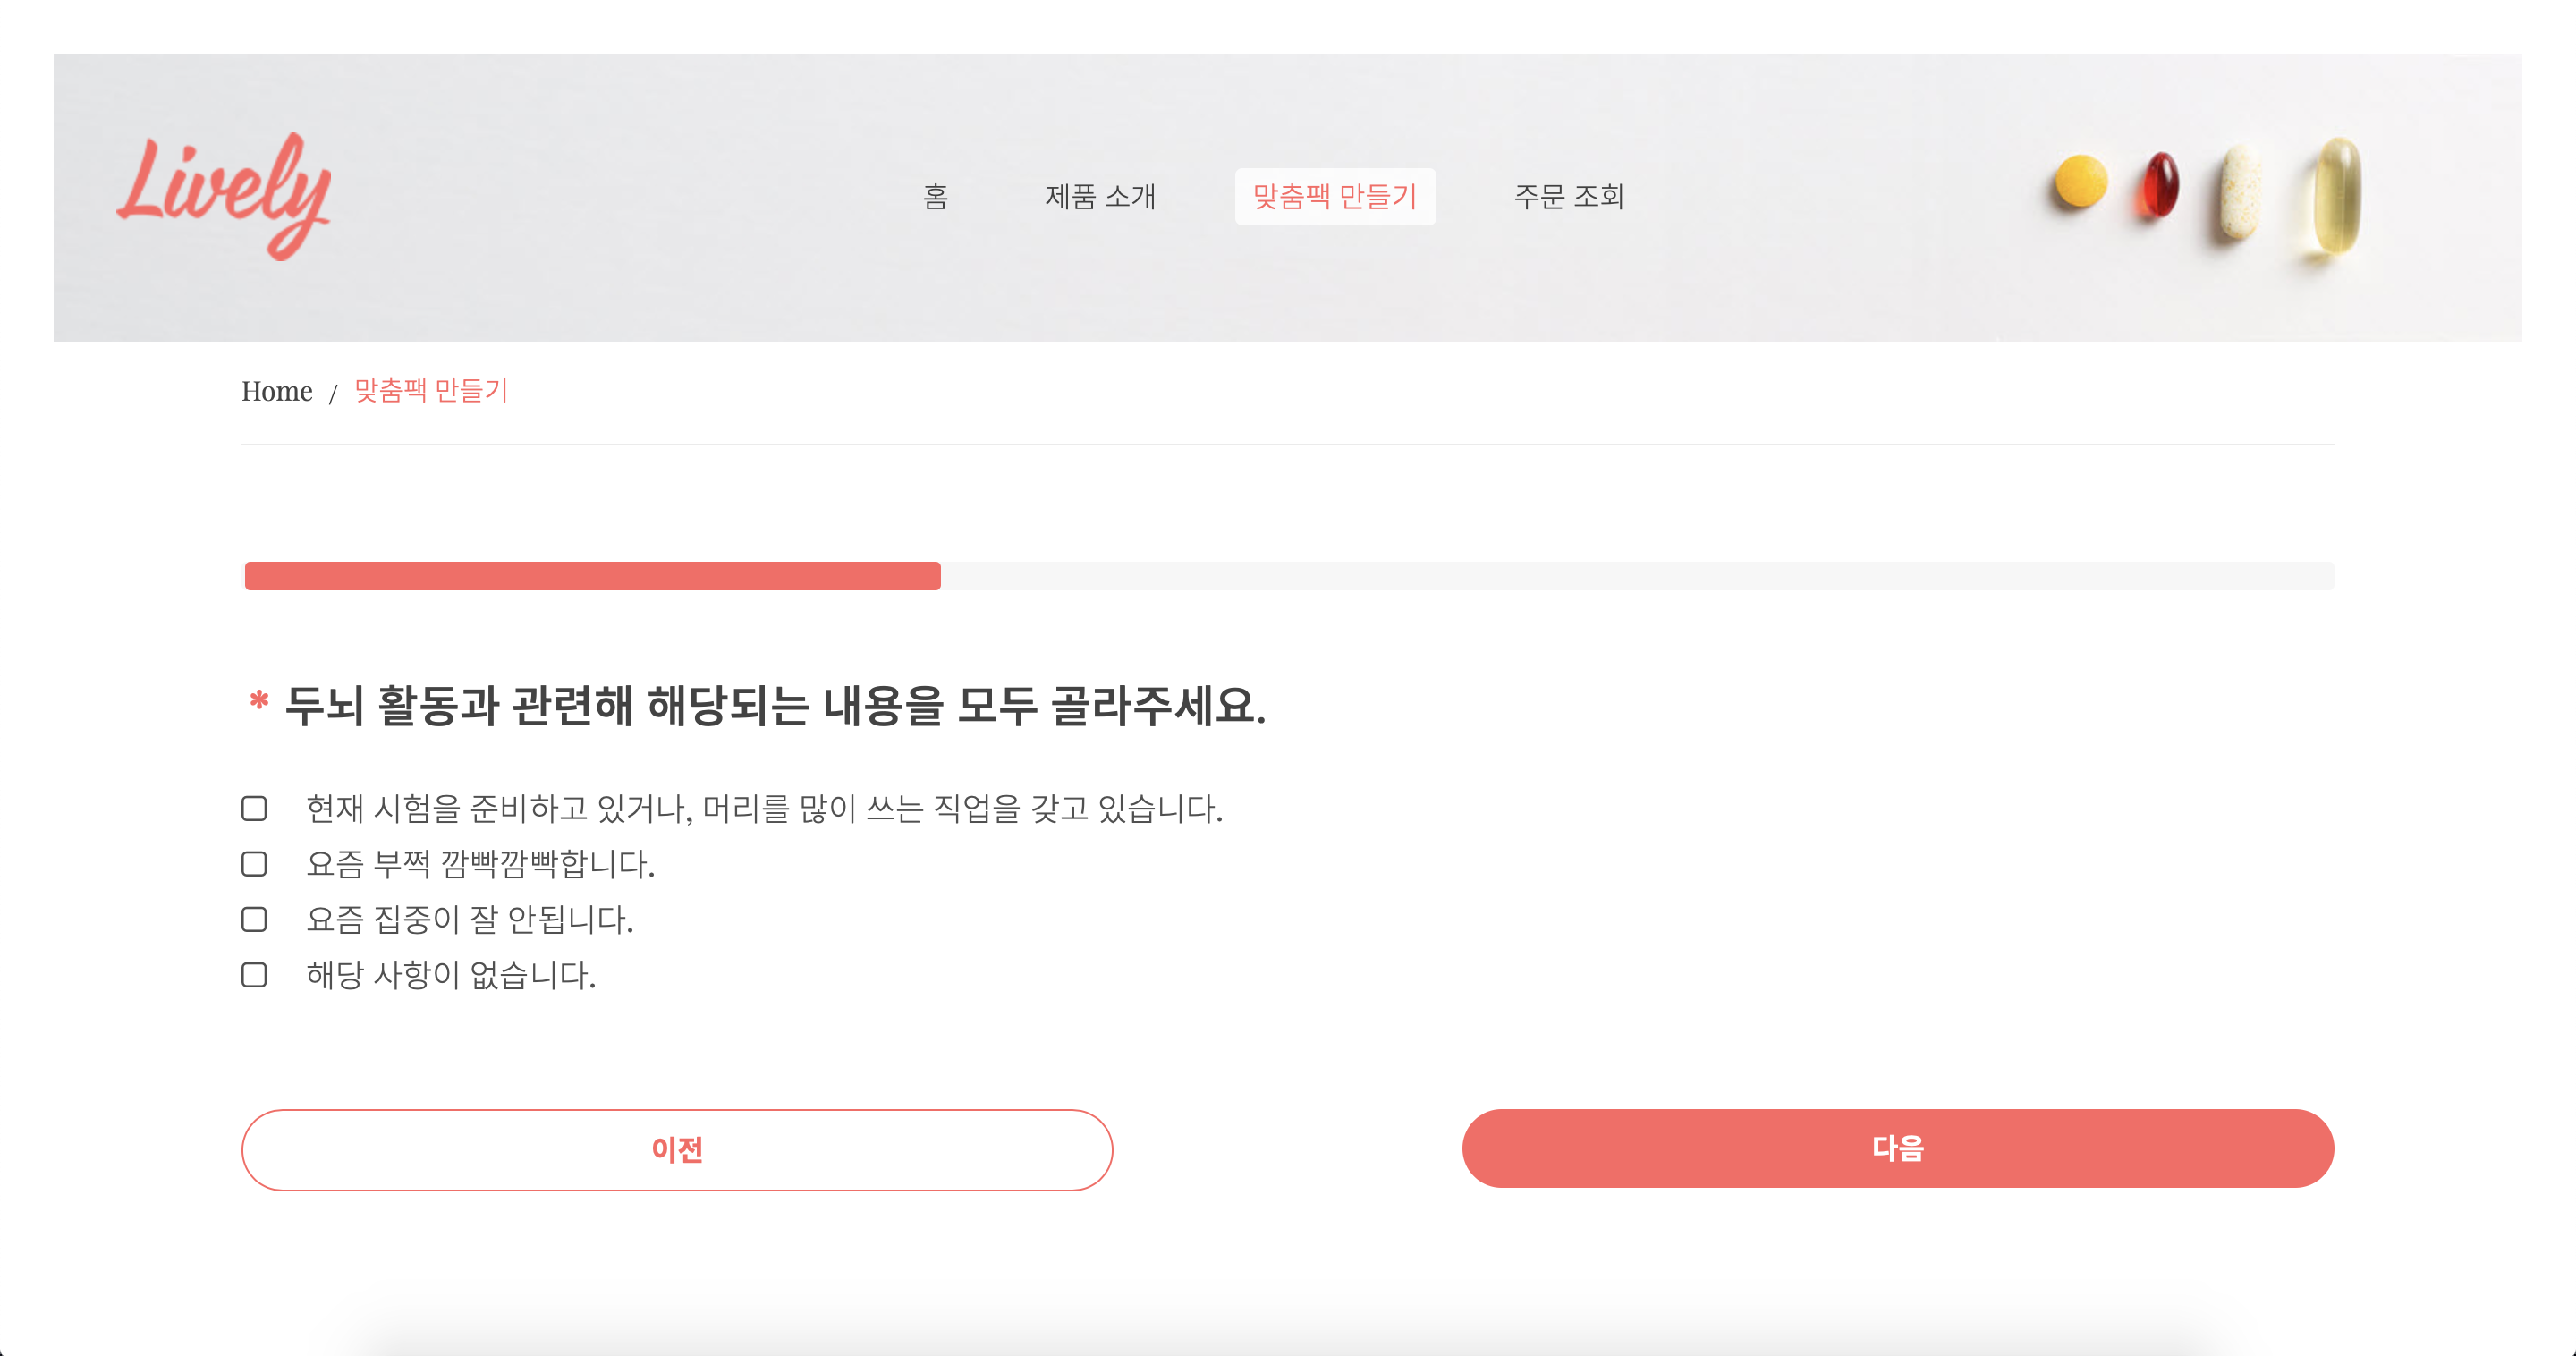 Lively
홈 제품 소개 맞춤팩 만들기 주문 조회
Home / 맞춤팩 만들기
* 두뇌 활동과 관련해 해당되는 내용을 모두 골라주세요.
현재 시험을 준비하고 있거나, 머리를 많이 쓰는 직업을 갖고 있습니다.
요즘 부쩍 깜빡깜빡합니다.
요즘 집중이 잘 안됩니다.
해당 사항이 없습니다.
이전 다음